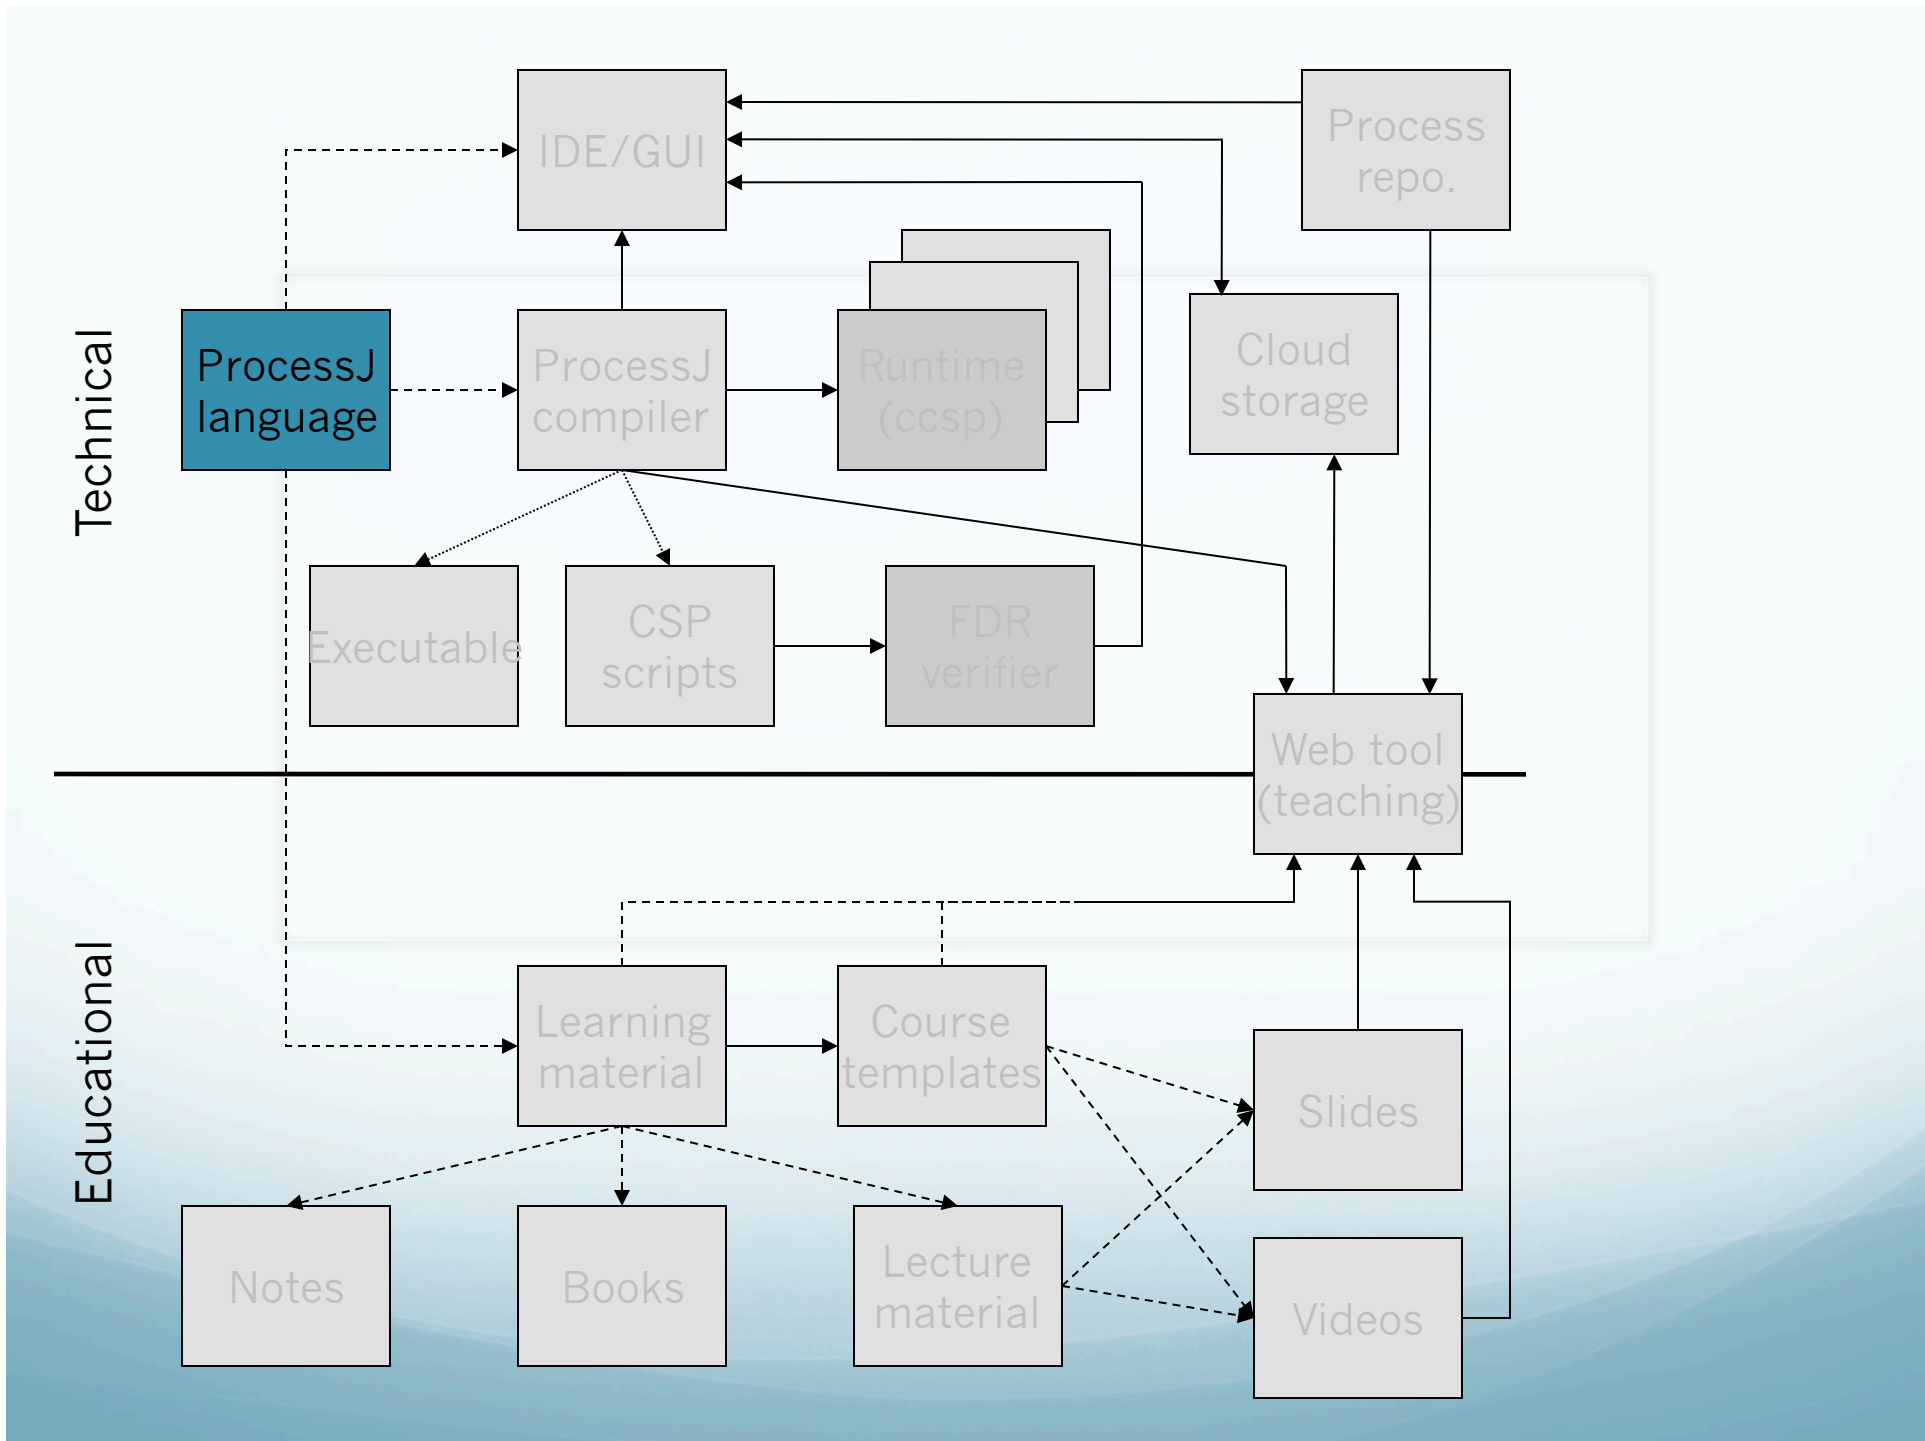 IDE/GUI
Process
repo.
Technical
ProcessJ
language
ProcessJ
compiler
Runtime
(ccsp)
Cloud
storage
Executable
CSP
scripts
FDR
verifier
Web tool
(teaching)
Educational
Learning
material
Course
templates
Slides
Notes
Books
Lecture
material
Videos